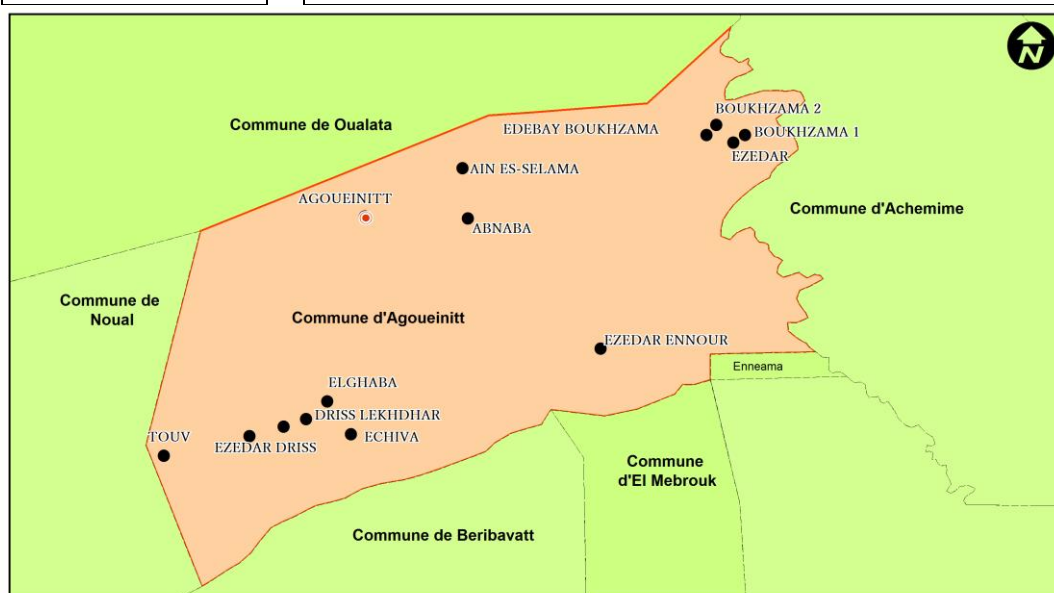 N
BOUKHZAMA 2
Commune de Oualata
EDEBAY BOUKHZAMA
BOUKHZAMA 1
EZEDAR
AIN ES-SELAMA
AGOUEINITT
ABNABA
Commune d'Achemime
Commune de
Noual
Commune d'Agoueinitt
EZEDAR ENNOUR
Enneama
ELGHABA
DRISS LEKHDHAR
TOUV
EZEDAR DRISS
ECHIVA
Commune
d'El Mebrouk
Commune de Beribavatt